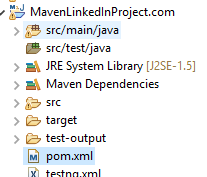 MavenLinkedInProject.com
src/main/java
src/test/java
JRE System Library [J2SE-1.5]
Maven Dependencies
src
target
test-output
pom.xml
testng.xml